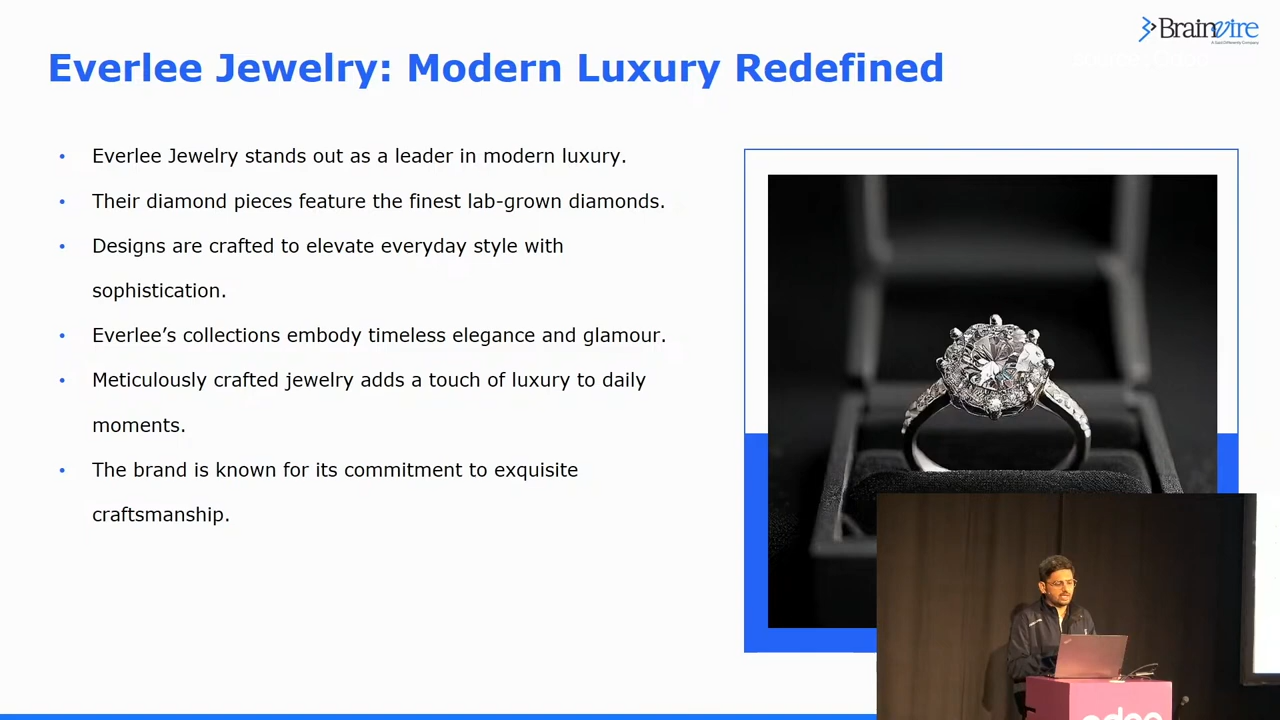 Brainvire
Everlee Jewelry: Modern Luxury Redefined
• Everlee Jewelry stands out as a leader in modern luxury.
• Their diamond pieces feature the finest lab-grown diamonds.
• Designs are crafted to elevate everyday style with
sophistication.
• Everlee’s collections embody timeless elegance and glamour.
• Meticulously crafted jewelry adds a touch of luxury to daily
moments.
• The brand is known for its commitment to exquisite
craftsmanship.
odoo